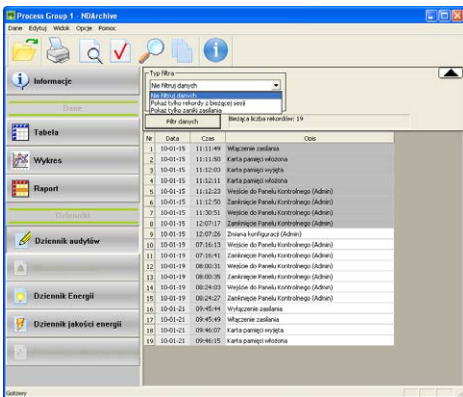 Process Group 1 - NDArchive
Dane Edytuj Widok Opcje Pomoc
Informacje
Dane
Tabela
Wykres
Raport
Dzienniki
Dziennik audytów
Dziennik Energii
Dziennik jakości energii
Typ filtra
Nie filtruj danych
Nie filtruj danych
Pokaż tylko rekordy z bieżącej sesji
Pokaż tylko zaniki zasilania
Filtr danych
Bieżąca liczba rekordów: 19
Nr Data Czas Opis
1 10-01-15 11:11:49 Włączenie zasilania
2 10-01-15 11:11:50 Karta pamięci włożona
3 10-01-15 11:12:03 Karta pamięci wyjęta
4 10-01-15 11:12:11 Karta pamięci włożona
5 10-01-15 11:12:23 Wejście do Panelu Kontrolnego (Admin)
6 10-01-15 11:12:50 Zamknięcie Panelu Kontrolnego (Admin)
7 10-01-15 11:30:51 Wejście do Panelu Kontrolnego (Admin)
8 10-01-15 12:07:17 Zamknięcie Panelu Kontrolnego (Admin)
9 10-01-15 12:07:26 Zmiana konfiguracji (Admin)
10 10-01-19 07:16:13 Wejście do Panelu Kontrolnego (Admin)
11 10-01-19 07:16:41 Zamknięcie Panelu Kontrolnego (Admin)
12 10-01-19 08:00:31 Wejście do Panelu Kontrolnego (Admin)
13 10-01-19 08:00:35 Zamknięcie Panelu Kontrolnego (Admin)
14 10-01-19 08:24:03 Wejście do Panelu Kontrolnego (Admin)
15 10-01-19 08:24:27 Zamknięcie Panelu Kontrolnego (Admin)
16 10-01-21 09:45:44 Wyłączenie zasilania
17 10-01-21 09:45:49 Włączenie zasilania
18 10-01-21 09:46:07 Karta pamięci wyjęta
19 10-01-21 09:46:15 Karta pamięci włożona
Gotowy